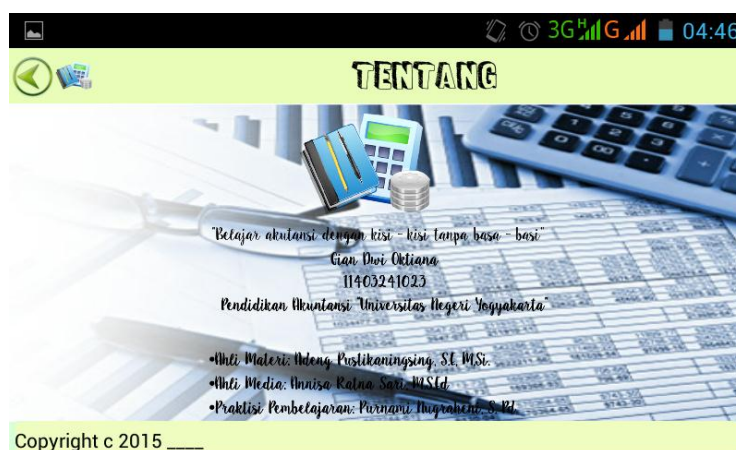 3G H G 04:46
TENTANG
"Belajar akutansi dengan kisi - kisi tanpa basa - basi"
Gian Dwi Oktiana
11403241023
Pendidikan Akuntansi "Universitas Negeri Yogyakarta"
•Ahli Materi: Adeng Pustikaningsing, S.E, M.Si.
•Ahli Media: Annisa Ratna Sari, M.S.Ed
•Praktisi Pembelajaran: Purnami Nugraheni, S. Pd.
Copyright c 2015 ____